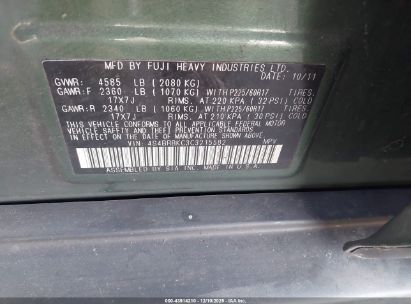 MFD BY FUJI HEAVY INDUSTRIES LTD.
DATE: 10/11
GVWR: 4585 LB ( 2080 KG)
GAWR:F 2360 LB ( 1070 KG) WITH P225/60R17 TIRES,
17X7J RIMS, AT 220 KPA ( 32 PSI) COLD
GAWR:R 2340 LB ( 1060 KG) WITH P225/60R17 TIRES,
17X7J RIMS, AT 210 KPA ( 30 PSI) COLD
THIS VEHICLE CONFORMS TO ALL APPLICABLE
FEDERAL MOTOR VEHICLE SAFETY, BUMPER, AND
THEFT PREVENTION STANDARDS IN EFFECT ON
THE DATE OF MANUFACTURE SHOWN ABOVE.
VIN: 4S4BRBKC3C3215582 MPV
ASSEMBLED BY SIA INC. IN U.S.A.